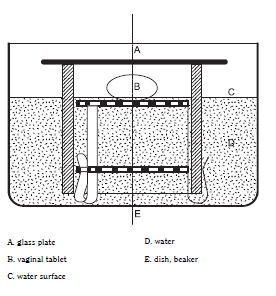 A
B
C
D
E
A. glass plate
D. water
B. vaginal tablet
E. dish, beaker
C. water surface